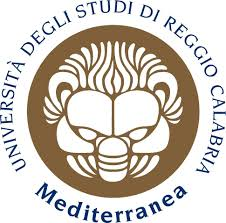 UNIVERSITÀ DEGLI STUDI DI REGGIO CALABRIA
Mediterranea